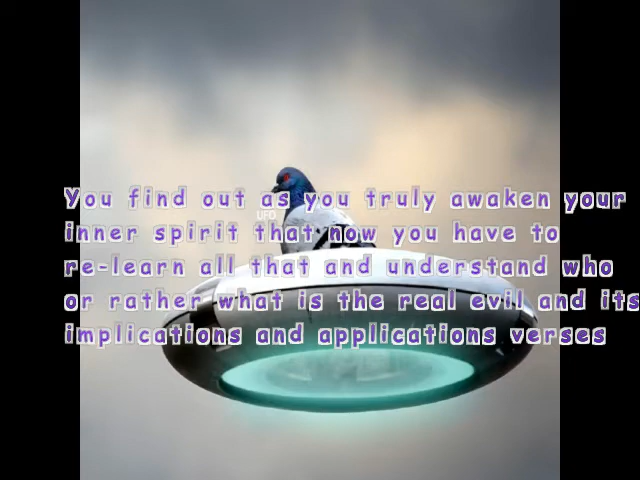 You find out as you truly awaken your
UFO
inner spirit that now you have to
re-learn all that and understand who
or rather what is the real evil and its
implications and applications verses